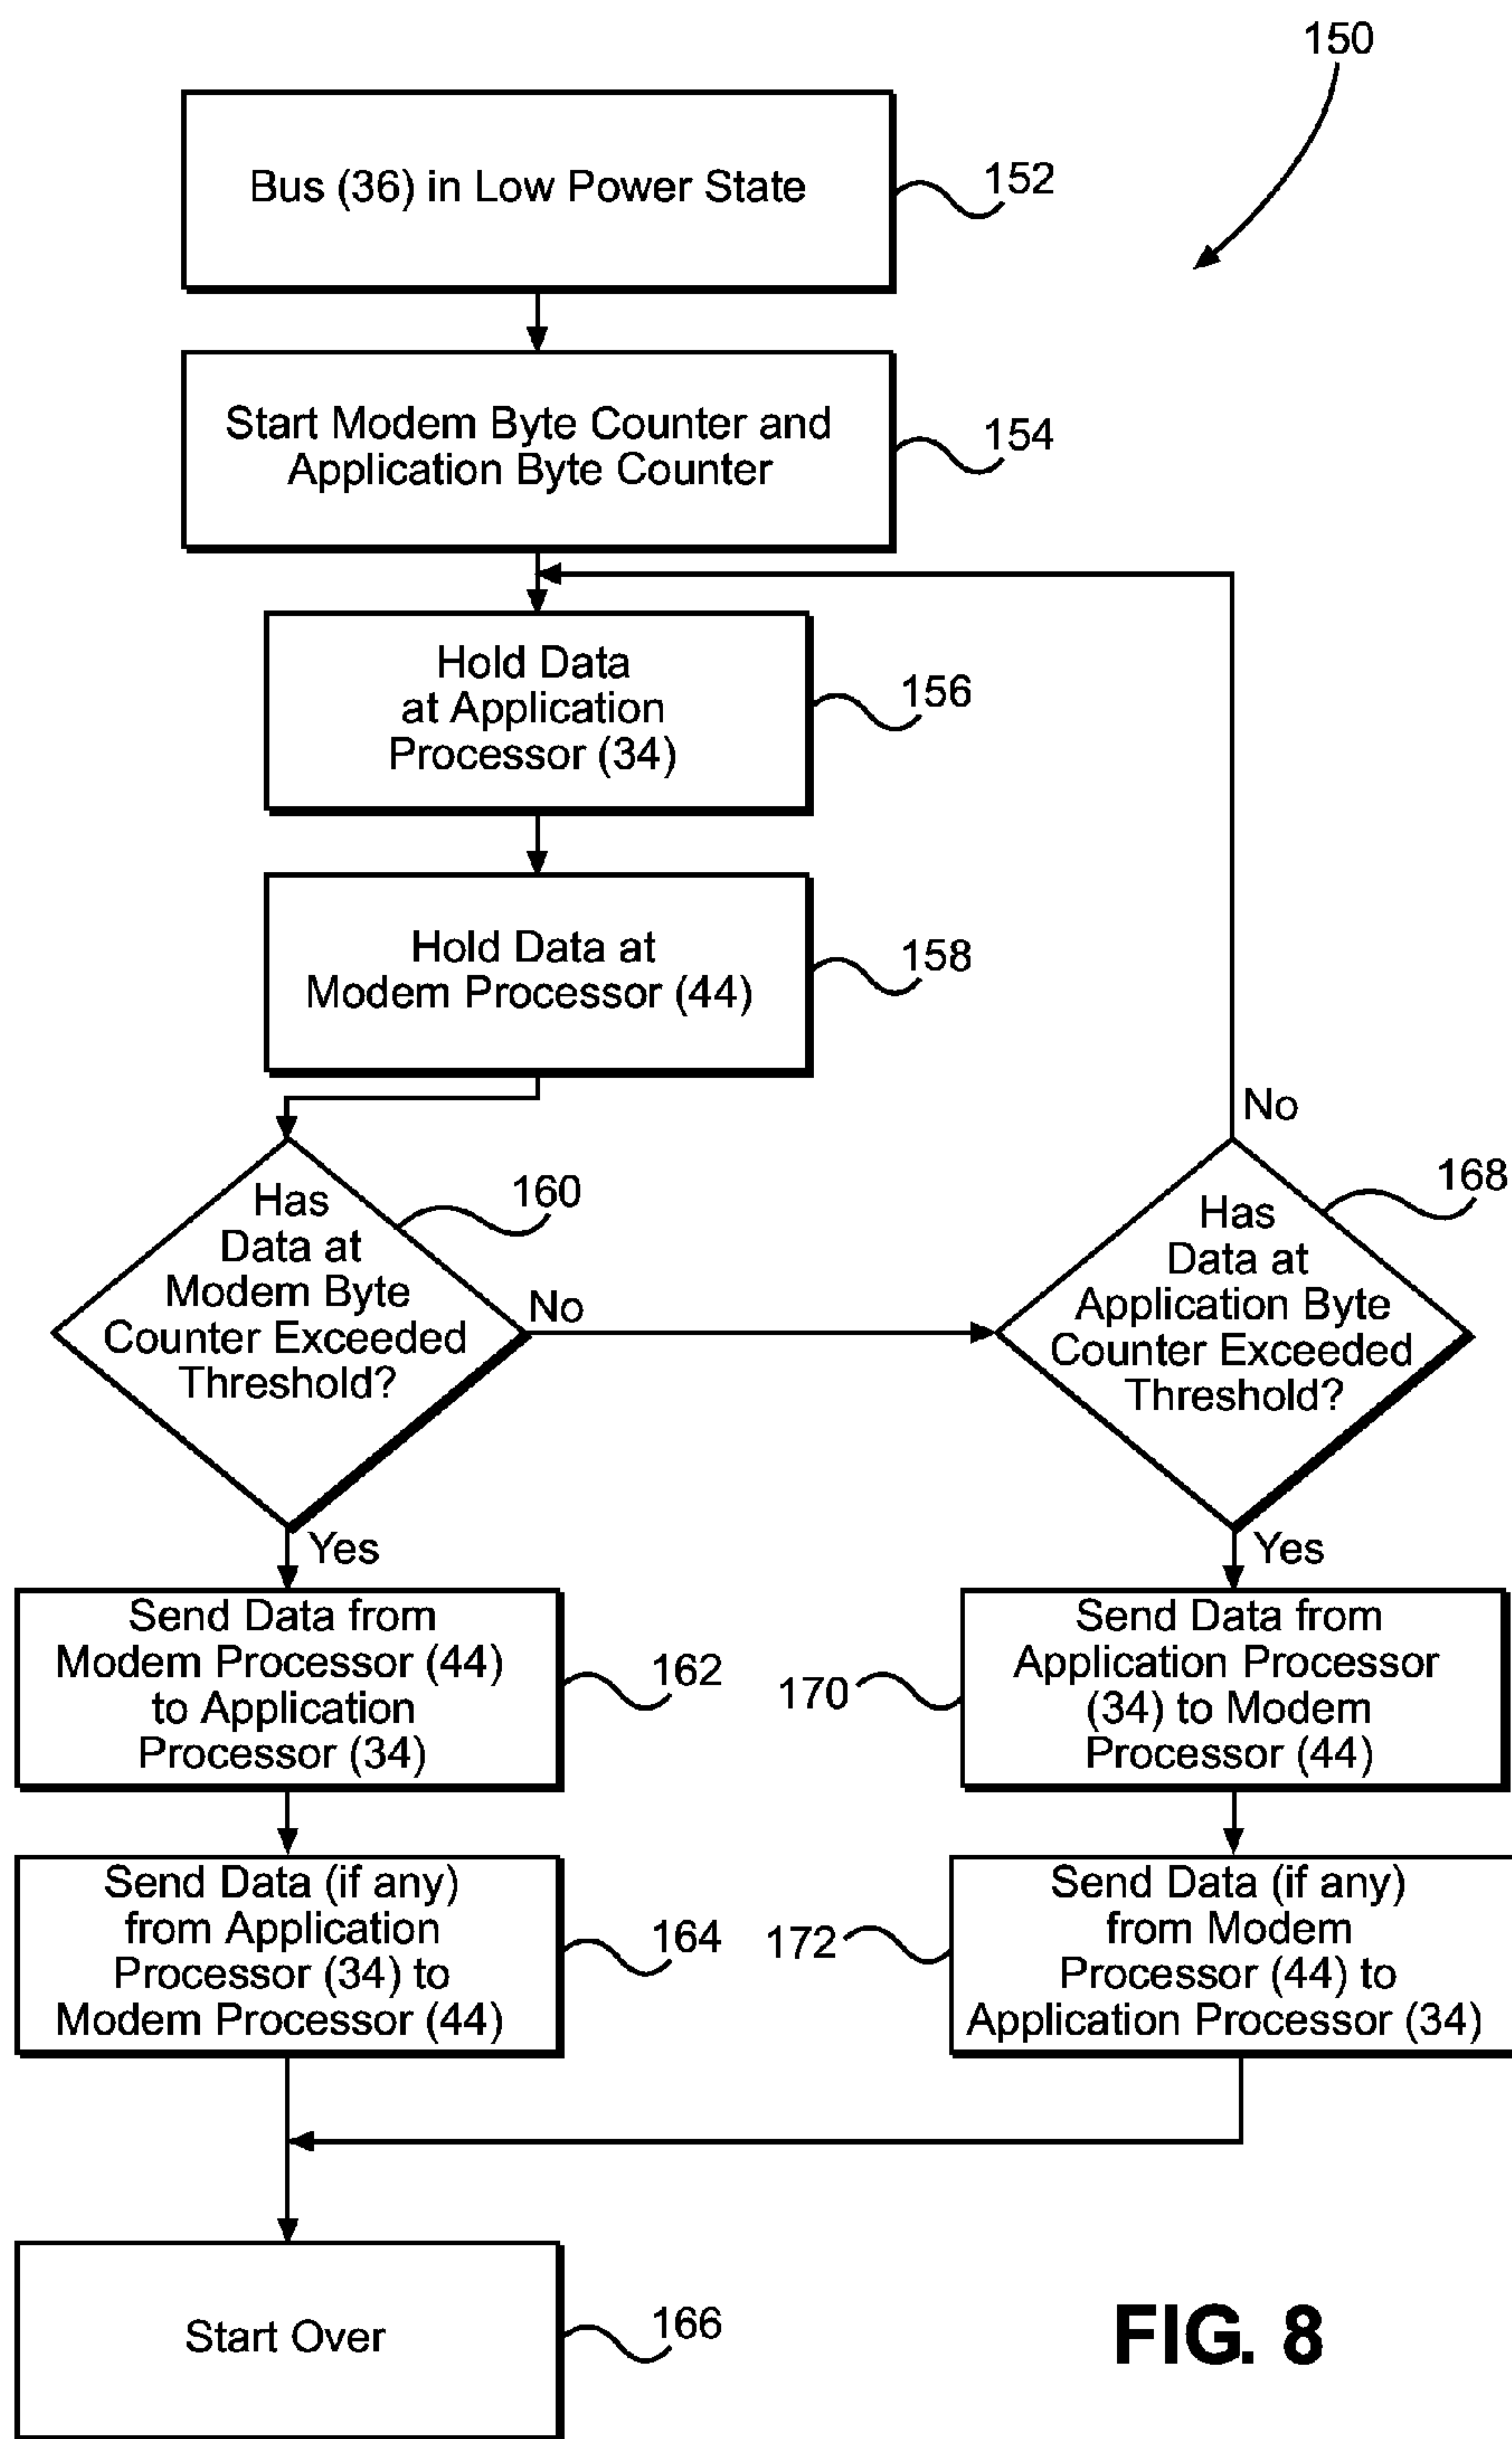 150
Bus (36) in Low Power State
152
Start Modem Byte Counter and
Application Byte Counter
154
Hold Data
at Application
Processor (34)
156
Hold Data at
Modem Processor (44)
158
Has
Data at
Modem Byte
Counter Exceeded
Threshold?
160
No
Yes
Has
Data at
Application Byte
Counter Exceeded
Threshold?
168
No
Yes
Send Data from
Modem Processor (44)
to Application
Processor (34)
162
Send Data from
Application Processor
(34) to Modem
Processor (44)
170
Send Data (if any)
from Application
Processor (34) to
Modem Processor (44)
164
Send Data (if any)
from Modem
Processor (44) to
Application Processor (34)
172
Start Over
166
FIG. 8